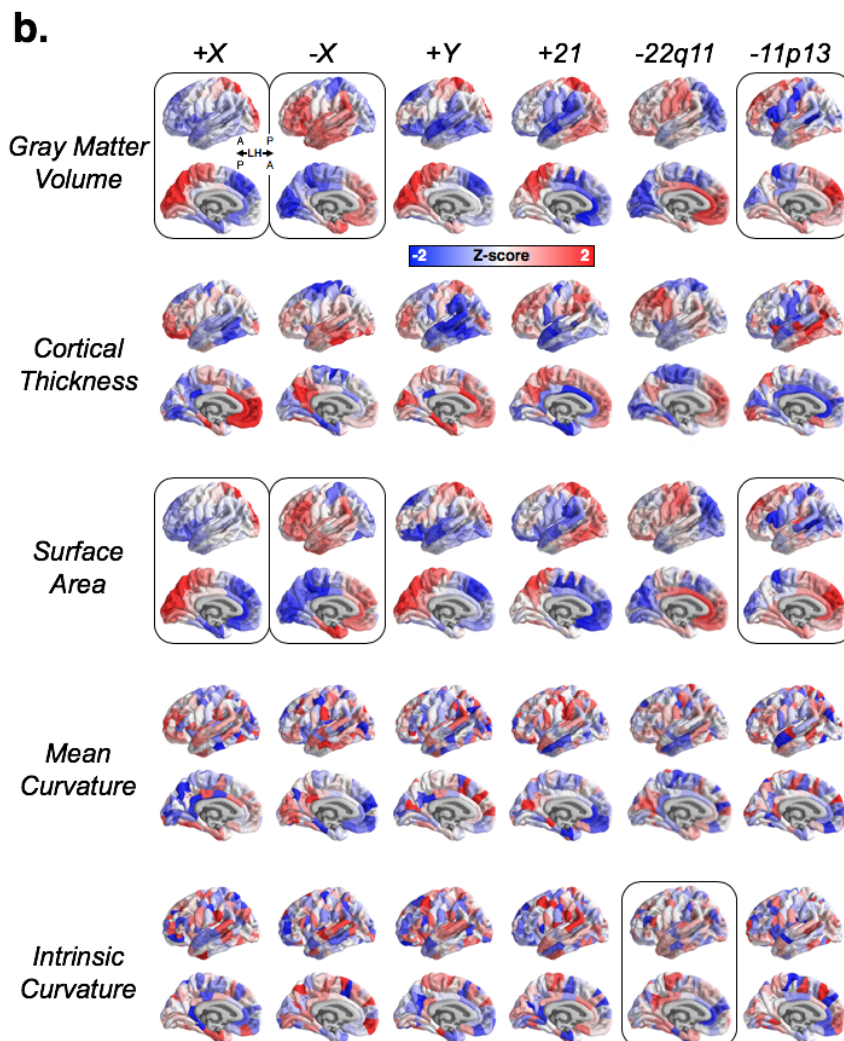 b.
+X -X +Y +21 -22q11 -11p13
Gray Matter
Volume
A P
LH
P A
-2 Z-score 2
Cortical
Thickness
Surface
Area
Mean
Curvature
Intrinsic
Curvature